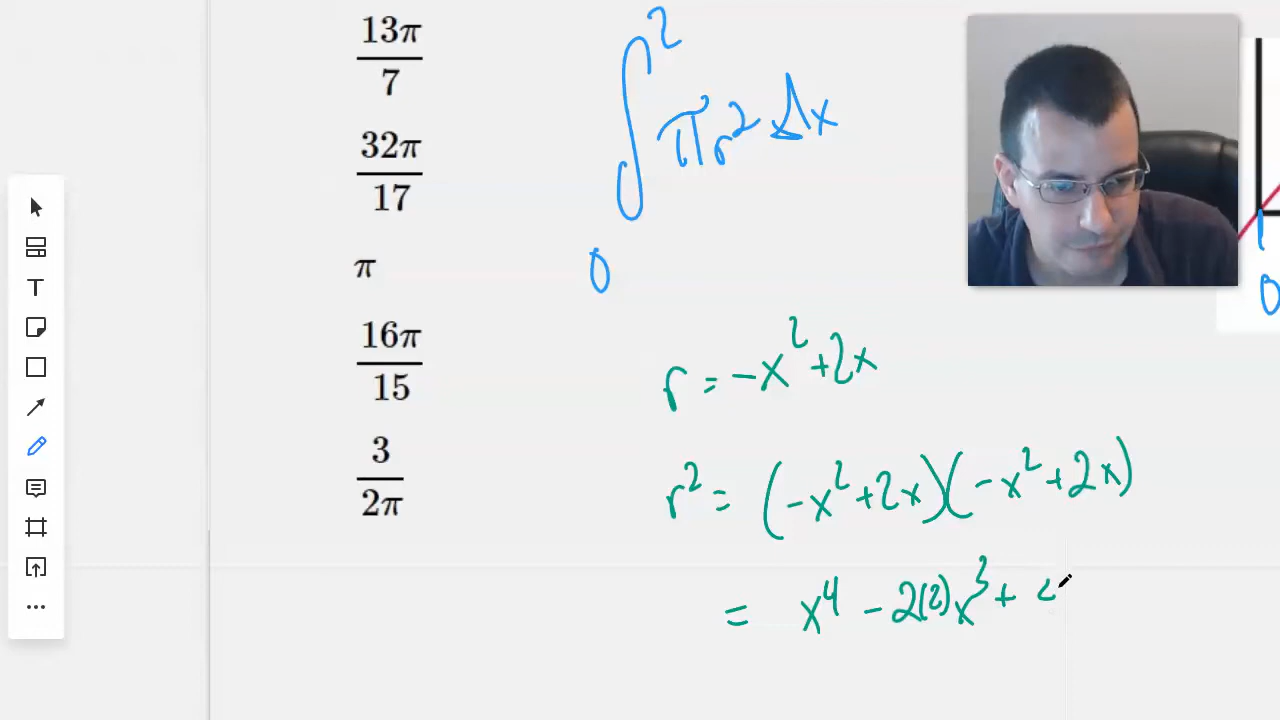 13π/7
32π/17
π
16π/15
3/2π
∫₀² πr² dx
r = -x² + 2x
r² = (-x² + 2x)(-x² + 2x)
= x⁴ - 2(2)x³ +
T
0